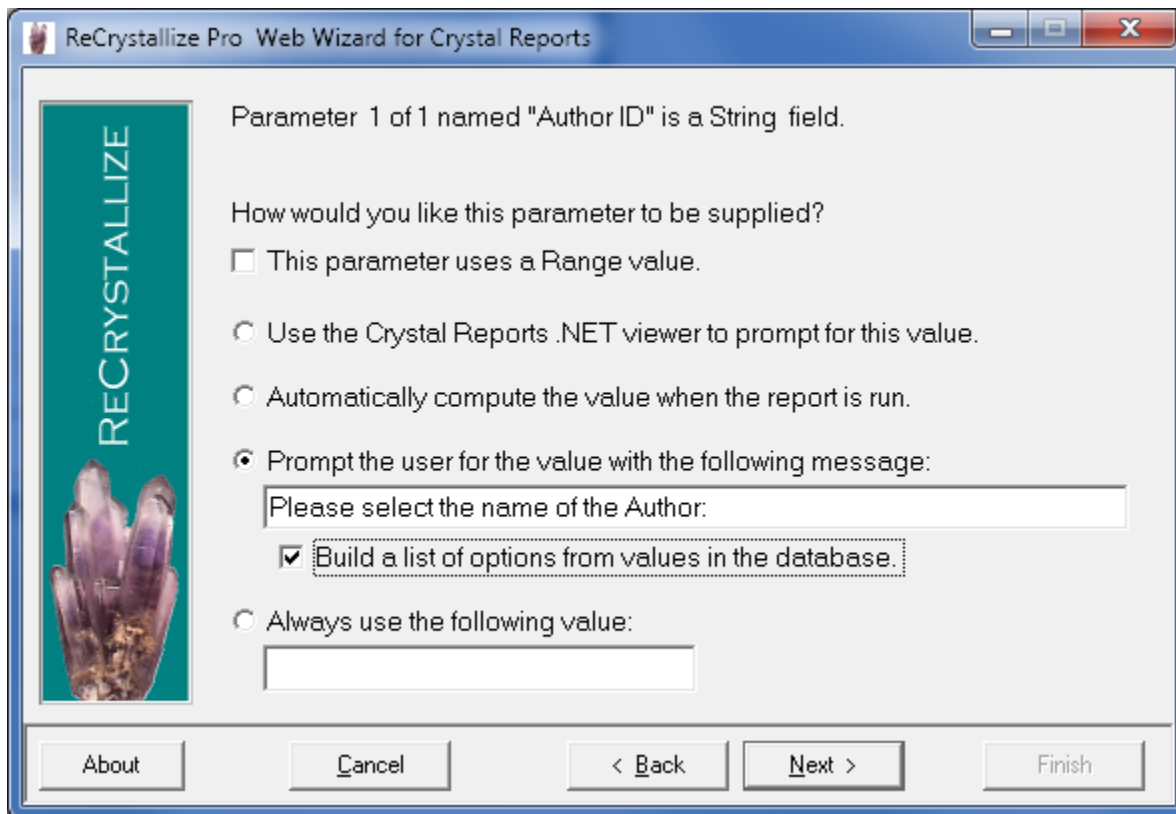 ReCrystallize Pro  Web Wizard for Crystal Reports
RECRYSTALLIZE
Parameter  1 of 1 named "Author ID" is a String  field.
How would you like this parameter to be supplied?
This parameter uses a Range value.
Use the Crystal Reports .NET viewer to prompt for this value.
Automatically compute the value when the report is run.
Prompt the user for the value with the following message:
Please select the name of the Author:
Build a list of options from values in the database.
Always use the following value:
About
Cancel
< Back
Next >
Finish